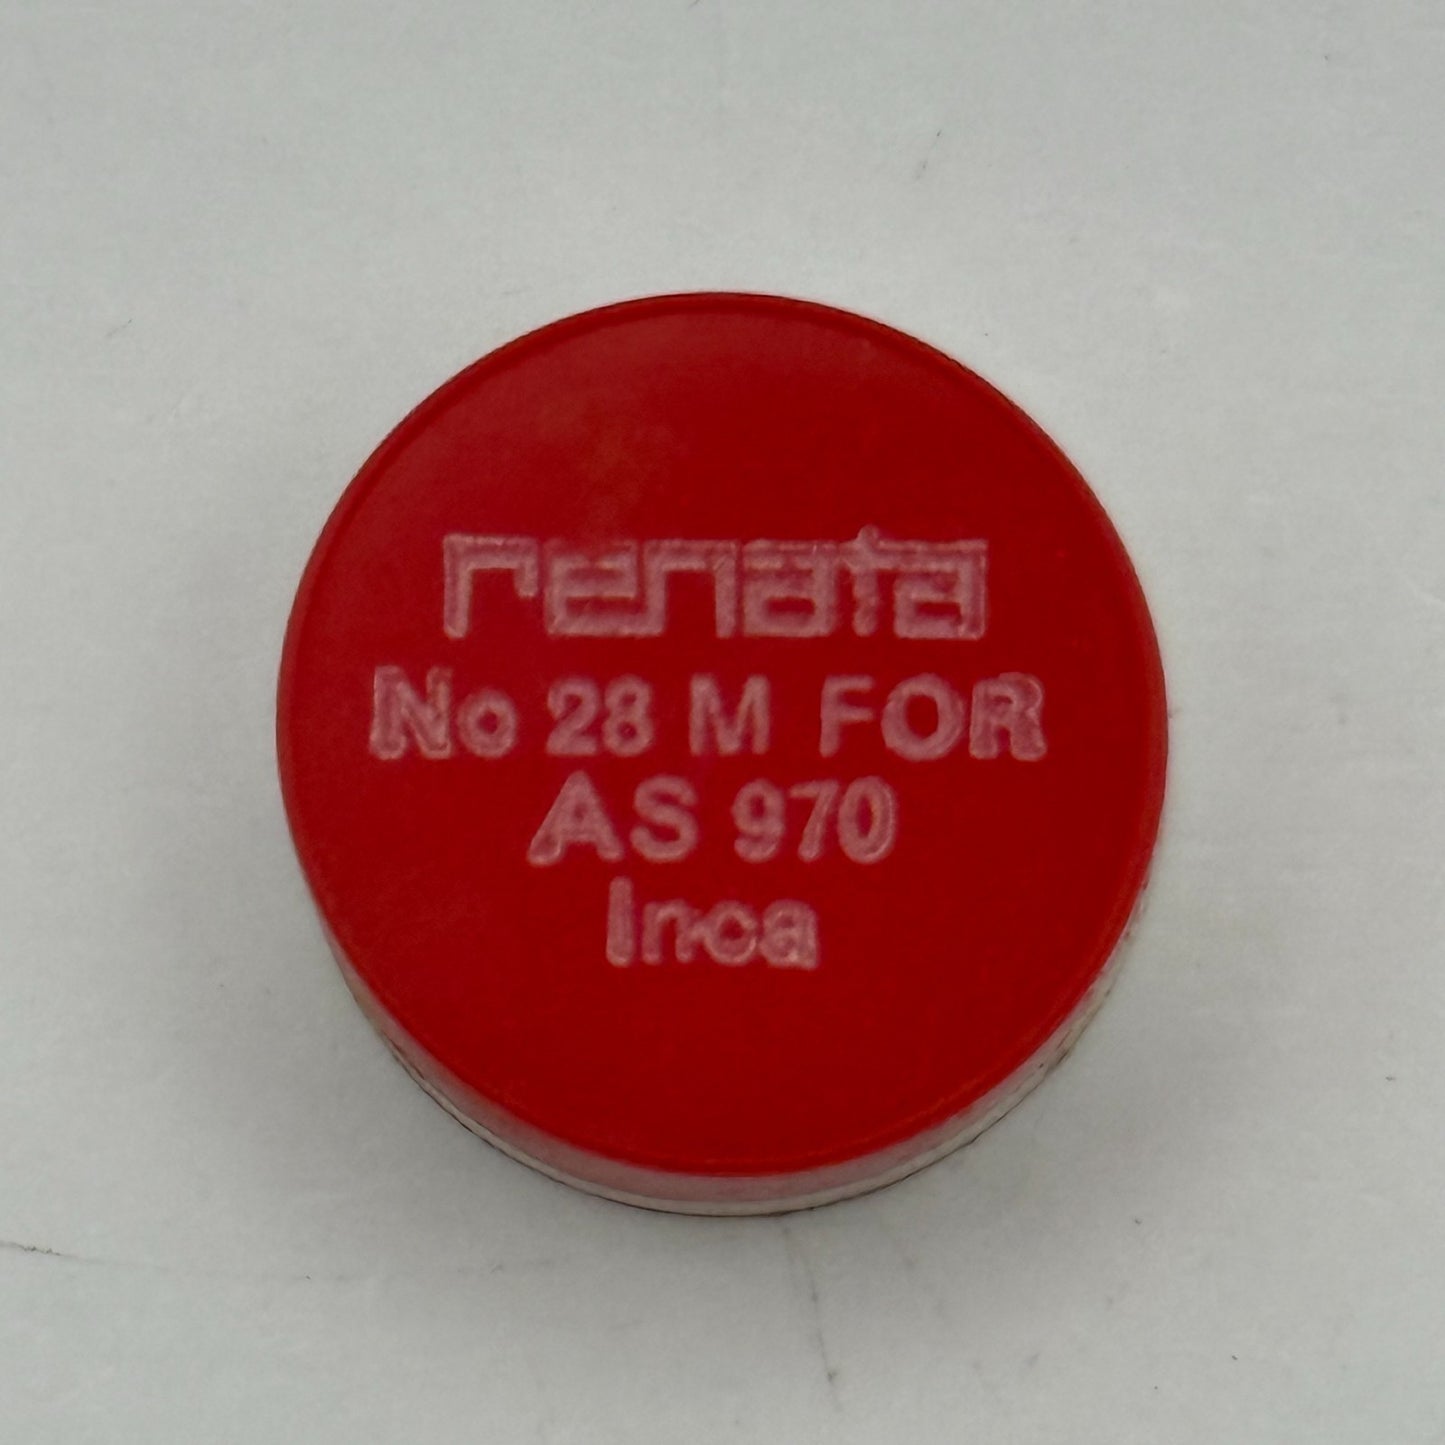 renata
No 28 M FOR
AS 970
Inca